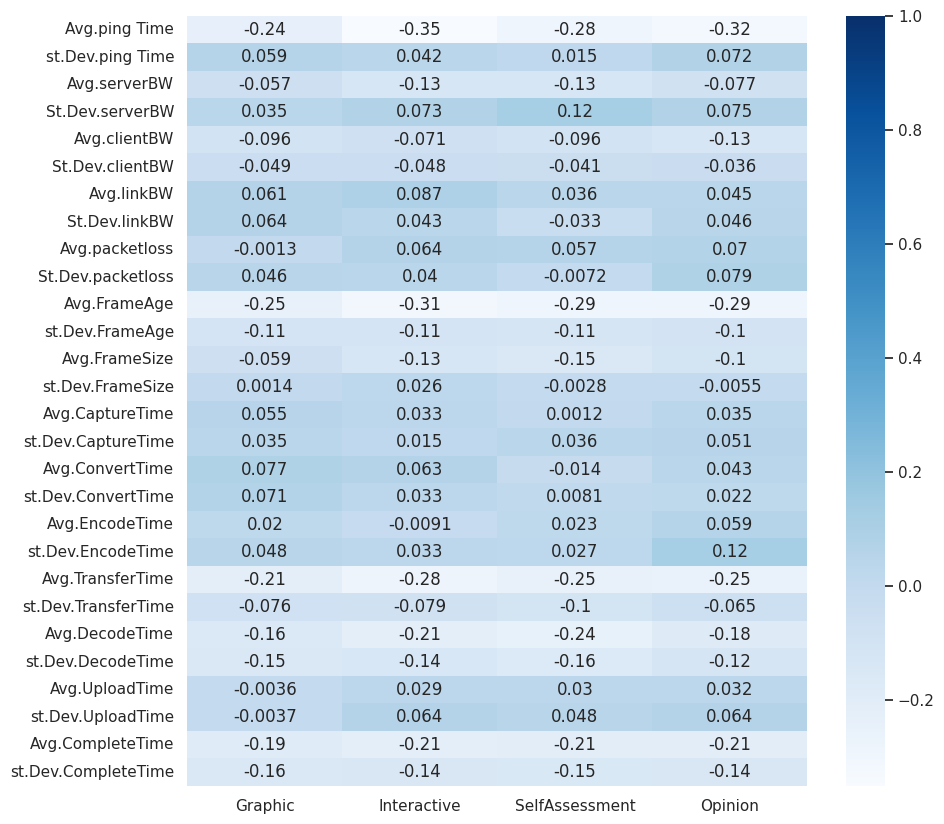 Avg.ping Time -0.24 -0.35 -0.28 -0.32
st.Dev.ping Time 0.059 0.042 0.015 0.072
Avg.serverBW -0.057 -0.13 -0.13 -0.077
St.Dev.serverBW 0.035 0.073 0.12 0.075
Avg.clientBW -0.096 -0.071 -0.096 -0.13
St.Dev.clientBW -0.049 -0.048 -0.041 -0.036
Avg.linkBW 0.061 0.087 0.036 0.045
St.Dev.linkBW 0.064 0.043 -0.033 0.046
Avg.packetloss -0.0013 0.064 0.057 0.07
St.Dev.packetloss 0.046 0.04 -0.0072 0.079
Avg.FrameAge -0.25 -0.31 -0.29 -0.29
st.Dev.FrameAge -0.11 -0.11 -0.11 -0.1
Avg.FrameSize -0.059 -0.13 -0.15 -0.1
st.Dev.FrameSize 0.0014 0.026 -0.0028 -0.0055
Avg.CaptureTime 0.055 0.033 0.0012 0.035
st.Dev.CaptureTime 0.035 0.015 0.036 0.051
Avg.ConvertTime 0.077 0.063 -0.014 0.043
st.Dev.ConvertTime 0.071 0.033 0.0081 0.022
Avg.EncodeTime 0.02 -0.0091 0.023 0.059
st.Dev.EncodeTime 0.048 0.033 0.027 0.12
Avg.TransferTime -0.21 -0.28 -0.25 -0.25
st.Dev.TransferTime -0.076 -0.079 -0.1 -0.065
Avg.DecodeTime -0.16 -0.21 -0.24 -0.18
st.Dev.DecodeTime -0.15 -0.14 -0.16 -0.12
Avg.UploadTime -0.0036 0.029 0.03 0.032
st.Dev.UploadTime -0.0037 0.064 0.048 0.064
Avg.CompleteTime -0.19 -0.21 -0.21 -0.21
st.Dev.CompleteTime -0.16 -0.14 -0.15 -0.14
Graphic Interactive SelfAssessment Opinion
1.0
0.8
0.6
0.4
0.2
0.0
−0.2